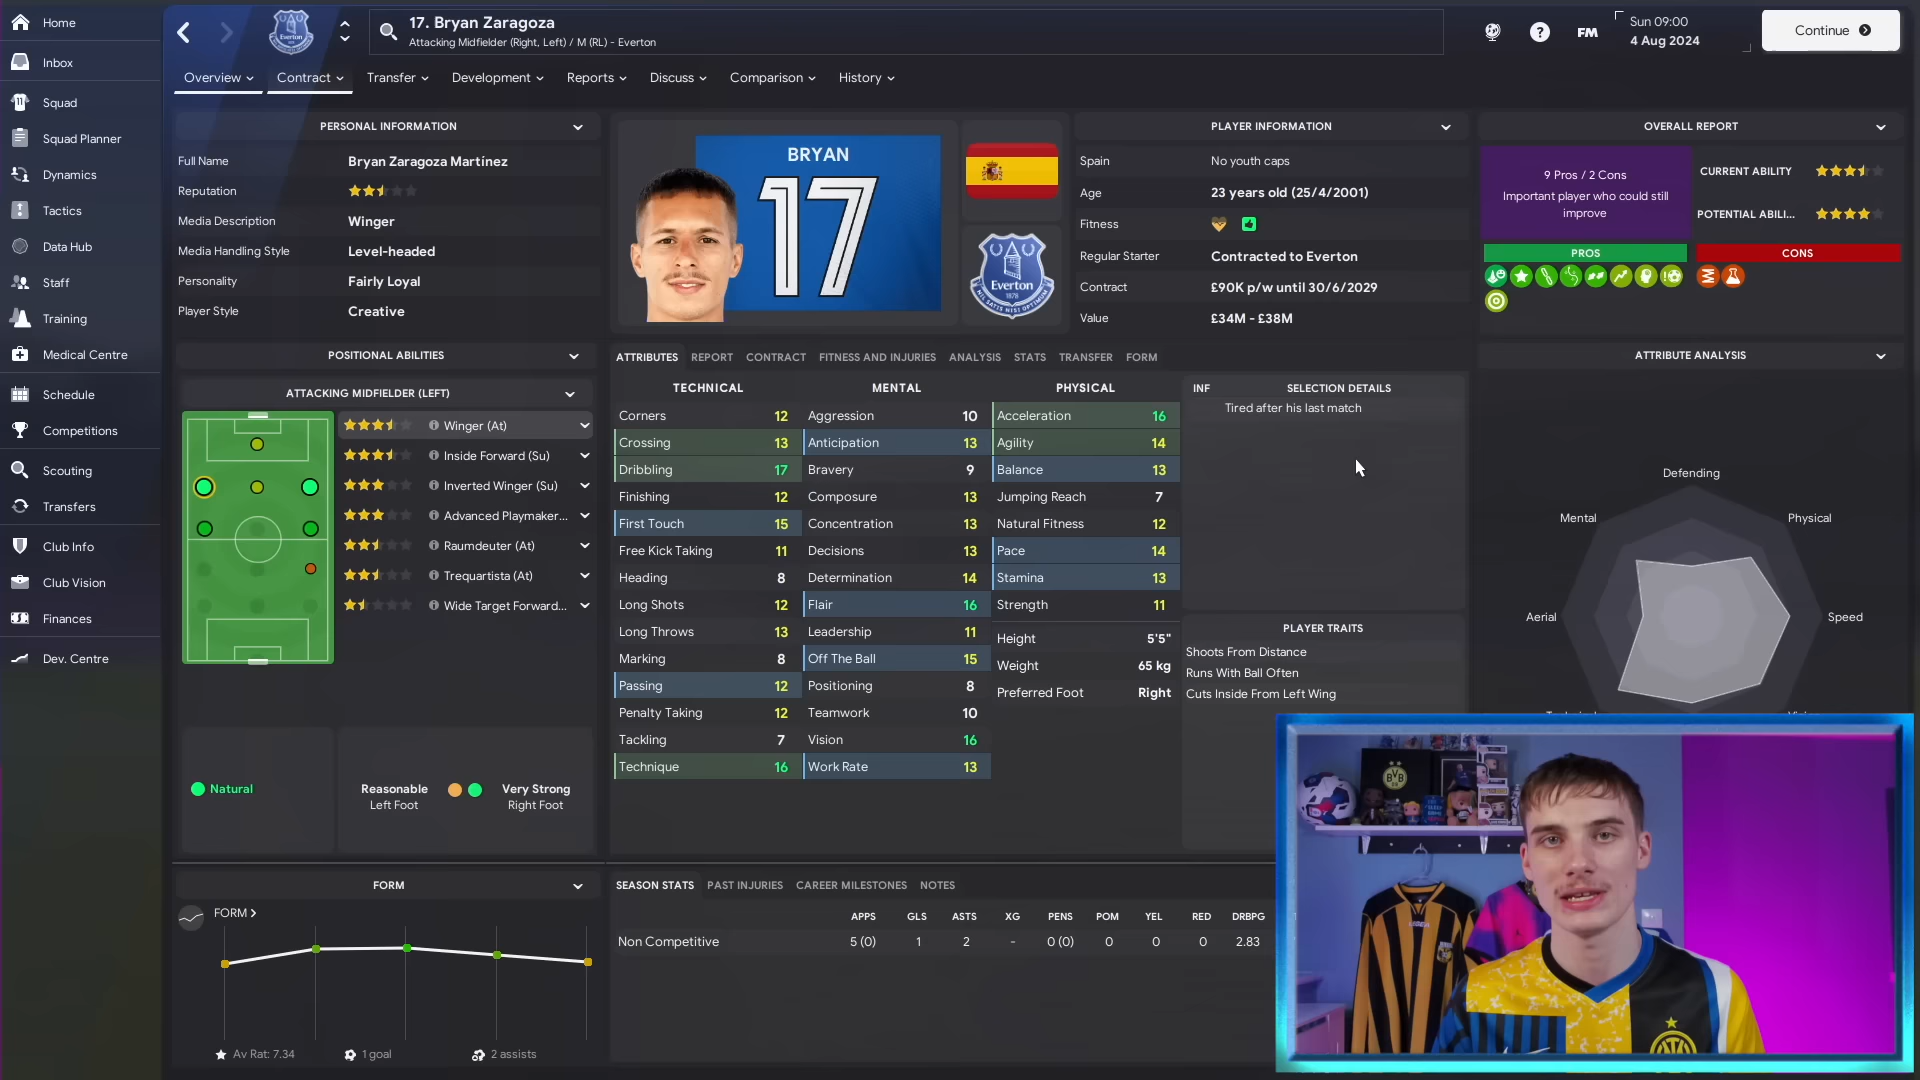 Home
Inbox
Squad
Squad Planner
Dynamics
Tactics
Data Hub
Staff
Training
Medical Centre
Schedule
Competitions
Scouting
Transfers
Club Info
Club Vision
Finances
Dev. Centre
17. Bryan Zaragoza
Attacking Midfielder (Right, Left) / M (RL) - Everton
FM
Sun 09:00
4 Aug 2024
Continue
Overview Contract Transfer Development Reports Discuss Comparison History
PERSONAL INFORMATION
Full Name Bryan Zaragoza Martínez
Reputation
Media Description Winger
Media Handling Style Level-headed
Personality Fairly Loyal
Player Style Creative
BRYAN
17
Everton
1878
NIL SATIS NISI OPTIMUM
PLAYER INFORMATION
Spain No youth caps
Age 23 years old (25/4/2001)
Fitness
Regular Starter Contracted to Everton
Contract £90K p/w until 30/6/2029
Value £34M - £38M
OVERALL REPORT
9 Pros / 2 Cons
Important player who could still
improve
CURRENT ABILITY
POTENTIAL ABILI...
PROS CONS
POSITIONAL ABILITIES
ATTACKING MIDFIELDER (LEFT)
Winger (At)
Inside Forward (Su)
Inverted Winger (Su)
Advanced Playmaker...
Raumdeuter (At)
Trequartista (At)
Wide Target Forward...
Natural
Reasonable
Left Foot
Very Strong
Right Foot
ATTRIBUTES REPORT CONTRACT FITNESS AND INJURIES ANALYSIS STATS TRANSFER FORM
TECHNICAL MENTAL PHYSICAL
Corners 12 Aggression 10 Acceleration 16
Crossing 13 Anticipation 13 Agility 14
Dribbling 17 Bravery 9 Balance 13
Finishing 12 Composure 13 Jumping Reach 7
First Touch 15 Concentration 13 Natural Fitness 12
Free Kick Taking 11 Decisions 13 Pace 14
Heading 8 Determination 14 Stamina 13
Long Shots 12 Flair 16 Strength 11
Long Throws 13 Leadership 11 Height 5'5"
Marking 8 Off The Ball 15 Weight 65 kg
Passing 12 Positioning 8 Preferred Foot Right
Penalty Taking 12 Teamwork 10
Tackling 7 Vision 16
Technique 16 Work Rate 13
INF SELECTION DETAILS
Tired after his last match
PLAYER TRAITS
Shoots From Distance
Runs With Ball Often
Cuts Inside From Left Wing
ATTRIBUTE ANALYSIS
Defending
Mental Physical
Aerial Speed
FORM
FORM
Av Rat: 7.34 1 goal 2 assists
SEASON STATS PAST INJURIES CAREER MILESTONES NOTES
APPS GLS ASTS XG PENS POM YEL RED DRBPG
Non Competitive 5 (0) 1 2 - 0 (0) 0 0 0 2.83
BVB
09